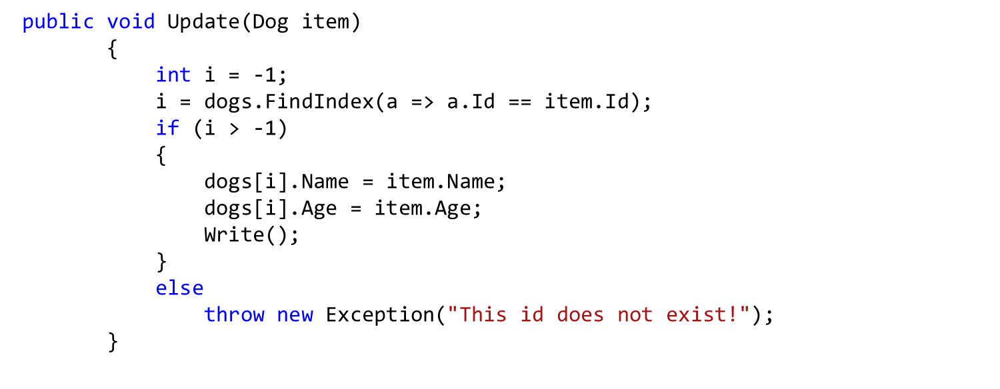 public void Update(Dog item)
{
int i = -1;
i = dogs.FindIndex(a => a.Id == item.Id);
if (i > -1)
{
dogs[i].Name = item.Name;
dogs[i].Age = item.Age;
Write();
}
else
throw new Exception("This id does not exist!");
}